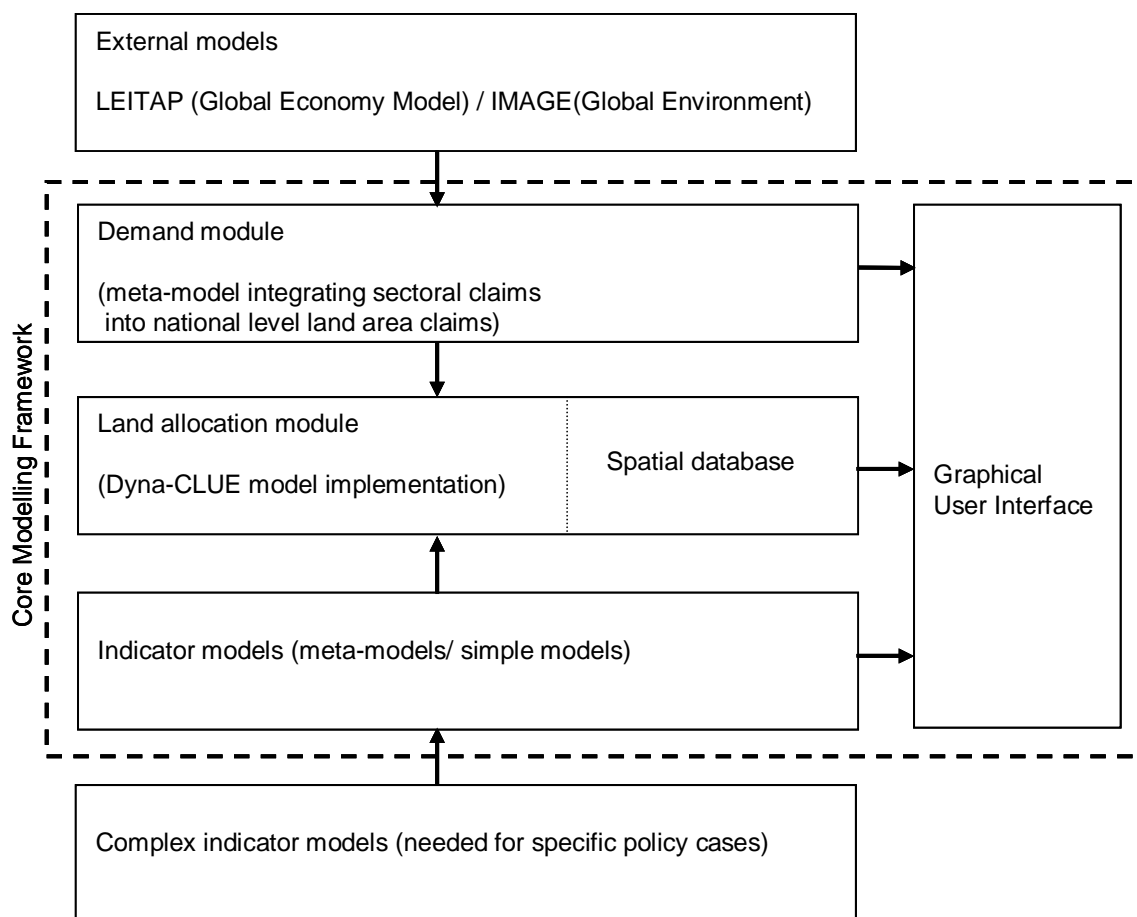 External models
LEITAP (Global Economy Model) / IMAGE(Global Environment)
Core Modelling Framework
Demand module
(meta-model integrating sectoral claims
into national level land area claims)
Land allocation module
(Dyna-CLUE model implementation)
Spatial database
Graphical
User Interface
Indicator models (meta-models/ simple models)
Complex indicator models (needed for specific policy cases)